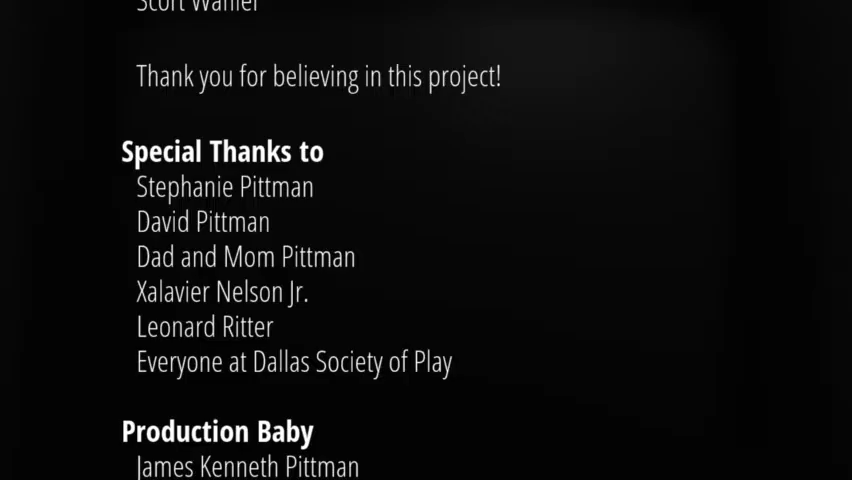 Thank you for believing in this project!
Special Thanks to
Stephanie Pittman
David Pittman
Dad and Mom Pittman
Xalavier Nelson Jr.
Leonard Ritter
Everyone at Dallas Society of Play
Production Baby
James Kenneth Pittman